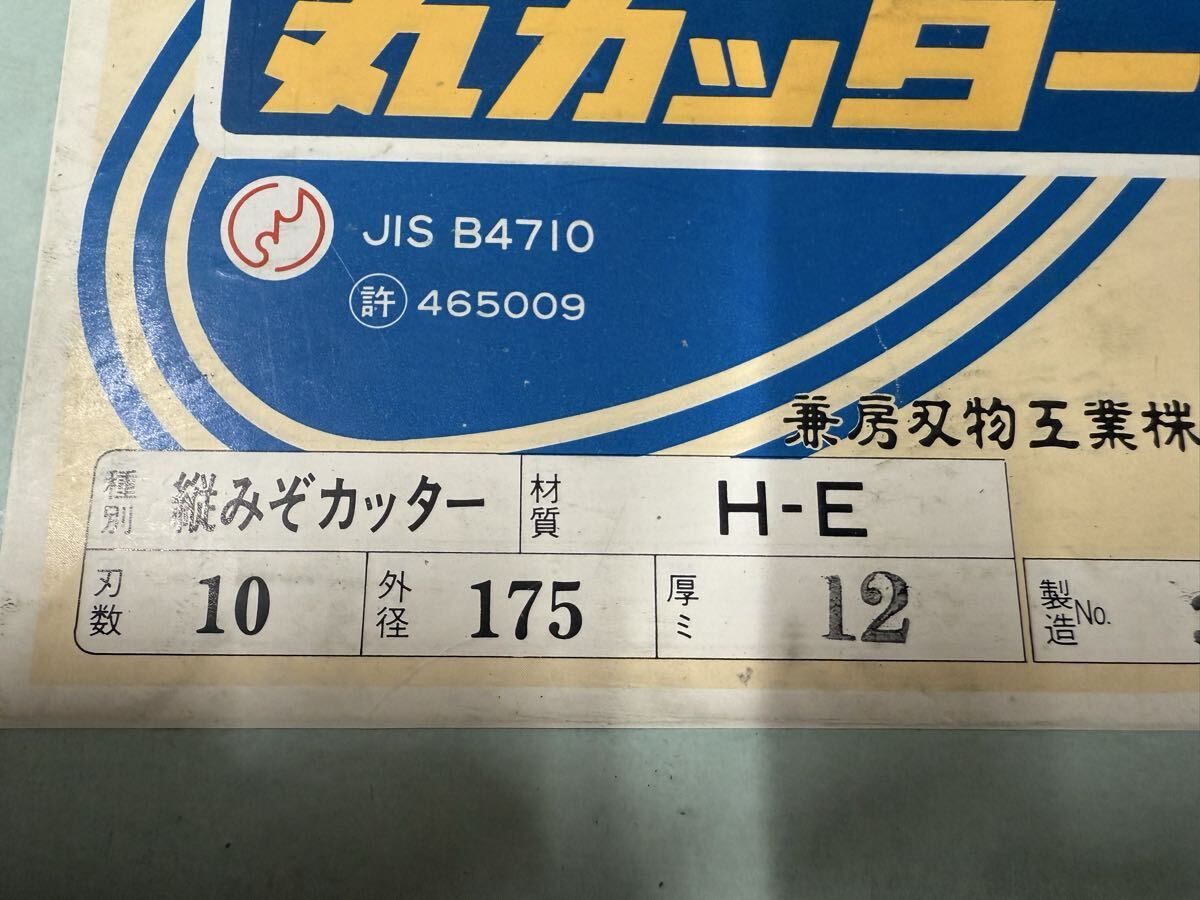 丸カッター
JIS B4710
許 465009
兼房刃物工業株
種別 縦みぞカッター 材質 H-E
刃数 10 外径 175 厚ミ 12 製造No.